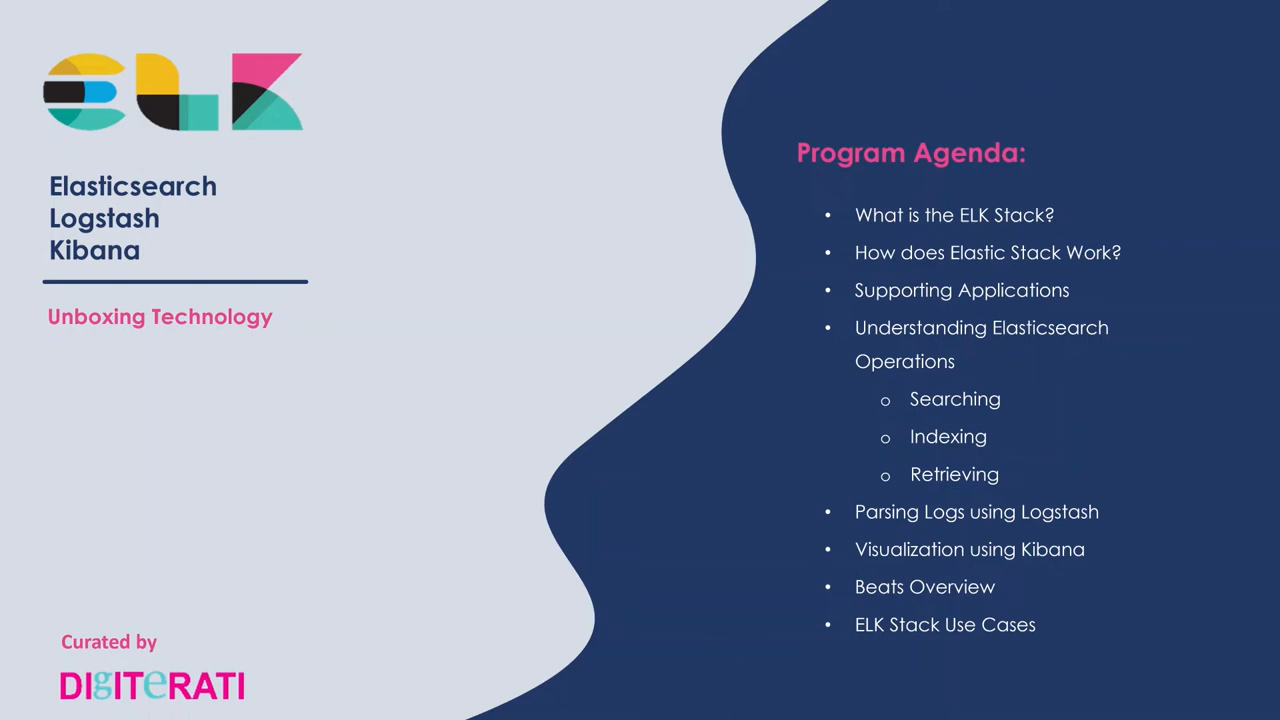 ELK
Elasticsearch
Logstash
Kibana
Unboxing Technology
Curated by
DIgITeRATI
Program Agenda:
• What is the ELK Stack?
• How does Elastic Stack Work?
• Supporting Applications
• Understanding Elasticsearch
Operations
o Searching
o Indexing
o Retrieving
• Parsing Logs using Logstash
• Visualization using Kibana
• Beats Overview
• ELK Stack Use Cases